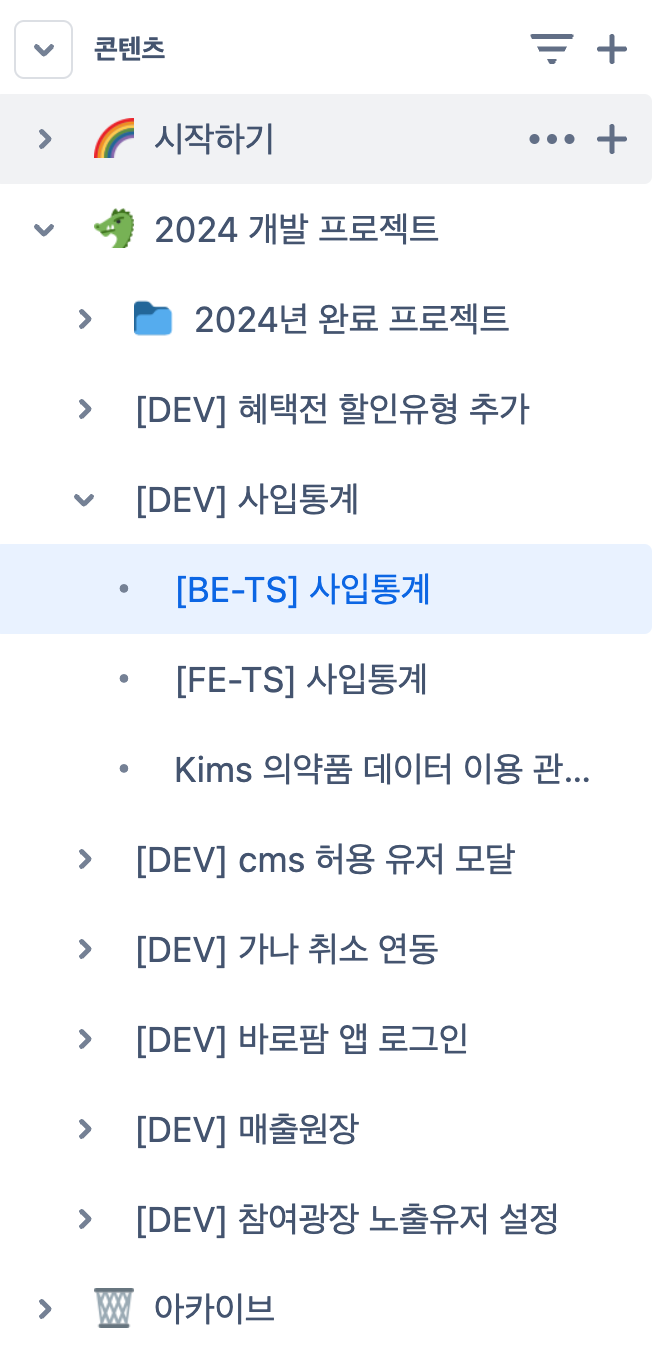 콘텐츠
시작하기
2024 개발 프로젝트
2024년 완료 프로젝트
[DEV] 혜택전 할인유형 추가
[DEV] 사입통계
[BE-TS] 사입통계
[FE-TS] 사입통계
Kims 의약품 데이터 이용 관...
[DEV] cms 허용 유저 모달
[DEV] 가나 취소 연동
[DEV] 바로팜 앱 로그인
[DEV] 매출원장
[DEV] 참여광장 노출유저 설정
아카이브